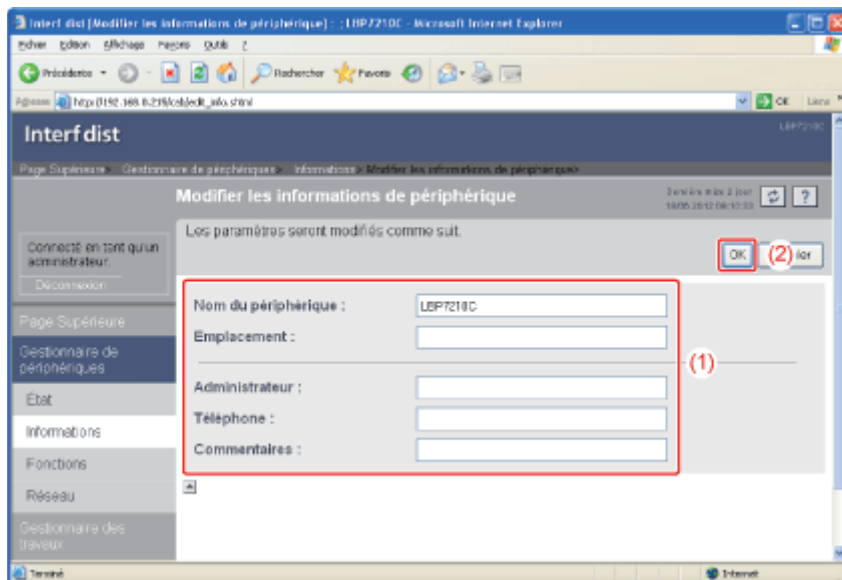 Interf dist [Modifier les informations de périphérique] : ; LBP7210C - Microsoft Internet Explorer
Fichier Edition Affichage Favoris Outils ?
Précédente
Rechercher Favoris
Adresse OK Liens
Interf dist
LBP7210C
Page Supérieure> Gestionnaire de périphériques> Informations> Modifier les informations de périphérique>
Modifier les informations de périphérique
Dernière mise à jour
Les paramètres seront modifiés comme suit.
Connecté en tant qu'un
administrateur.
Déconnexion
OK
(2)
Nom du périphérique :
LBP7210C
Emplacement :
(1)
Administrateur :
Téléphone :
Commentaires :
Page Supérieure
Gestionnaire de
périphériques
État
Informations
Fonctions
Réseau
Gestionnaire des
travaux
Terminé
Internet